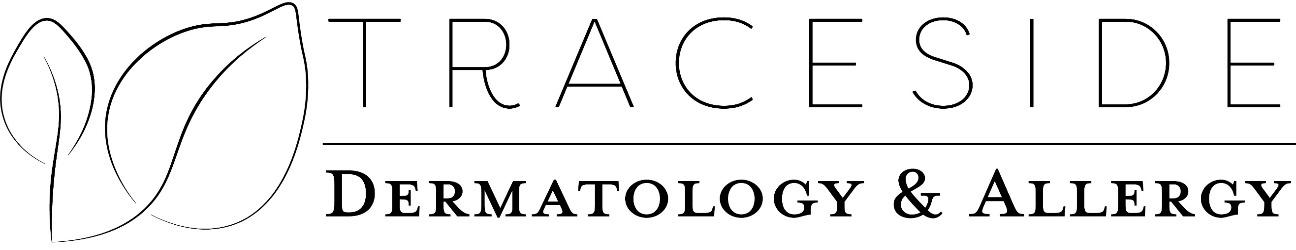 TRACESIDE
DERMATOLOGY & ALLERGY